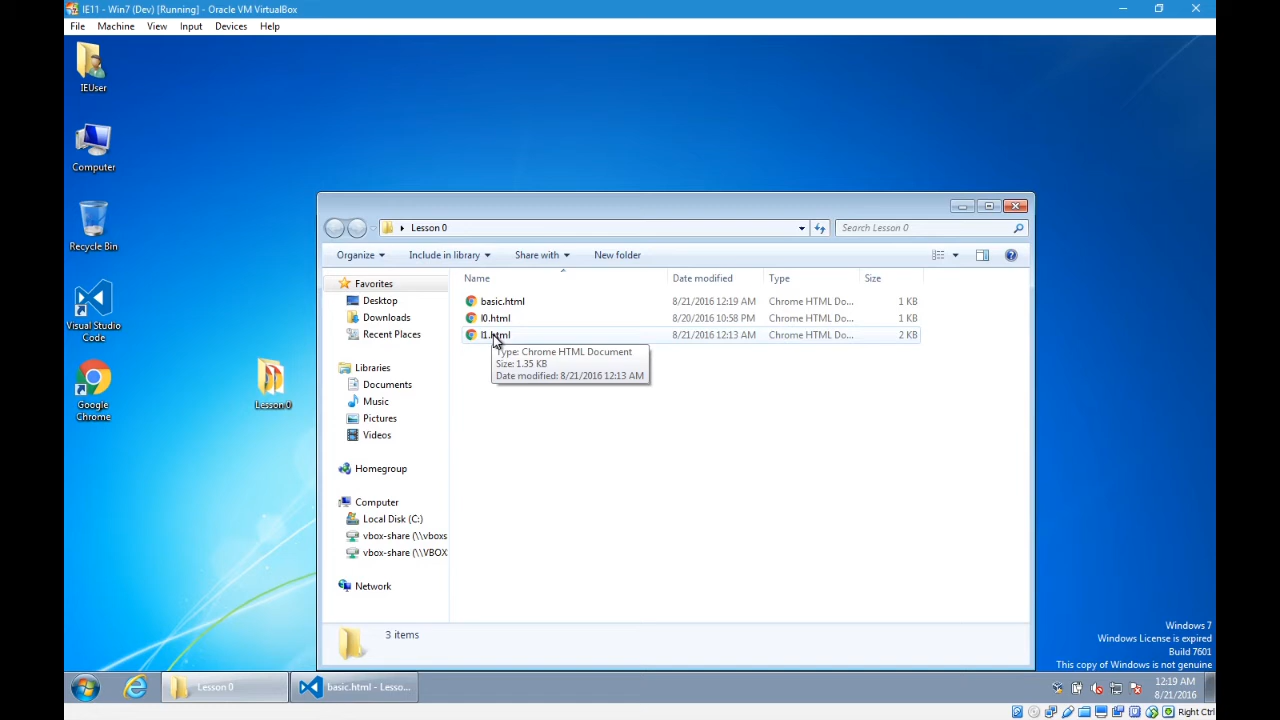 IE11 - Win7 (Dev) [Running] - Oracle VM VirtualBox
File Machine View Input Devices Help
IEUser
Computer
Recycle Bin
Visual Studio
Code
Google
Chrome
Lesson 0
Lesson 0
Search Lesson 0
Organize Include in library Share with New folder
Favorites
Desktop
Downloads
Recent Places
Libraries
Documents
Music
Pictures
Videos
Homegroup
Computer
Local Disk (C:)
vbox-share (\\vboxs
vbox-share (\\VBOX
Network
Name Date modified Type Size
basic.html 8/21/2016 12:19 AM Chrome HTML Do... 1 KB
l0.html 8/20/2016 10:58 PM Chrome HTML Do... 1 KB
l1.html 8/21/2016 12:13 AM Chrome HTML Do... 2 KB
Type: Chrome HTML Document
Size: 1.35 KB
Date modified: 8/21/2016 12:13 AM
3 items
Windows 7
Windows License is expired
Build 7601
This copy of Windows is not genuine
Lesson 0
basic.html - Lesso...
12:19 AM
8/21/2016
Right Ctrl